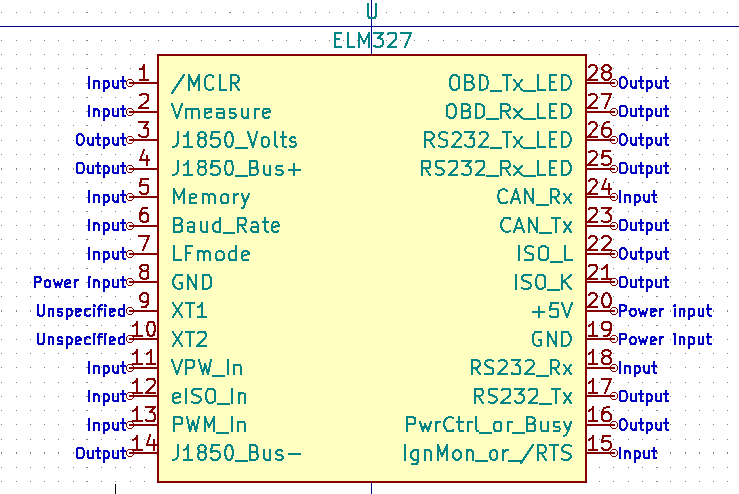 U
ELM327
Input 1 /MCLR OBD_Tx_LED 28 Output
Input 2 Vmeasure OBD_Rx_LED 27 Output
Output 3 J1850_Volts RS232_Tx_LED 26 Output
Output 4 J1850_Bus+ RS232_Rx_LED 25 Output
Input 5 Memory CAN_Rx 24 Input
Input 6 Baud_Rate CAN_Tx 23 Output
Input 7 LFmode ISO_L 22 Output
Power input 8 GND ISO_K 21 Output
Unspecified 9 XT1 +5V 20 Power input
Unspecified 10 XT2 GND 19 Power input
Input 11 VPW_In RS232_Rx 18 Input
Input 12 eISO_In RS232_Tx 17 Output
Input 13 PWM_In PwrCtrl_or_Busy 16 Output
Output 14 J1850_Bus- IgnMon_or_/RTS 15 Input